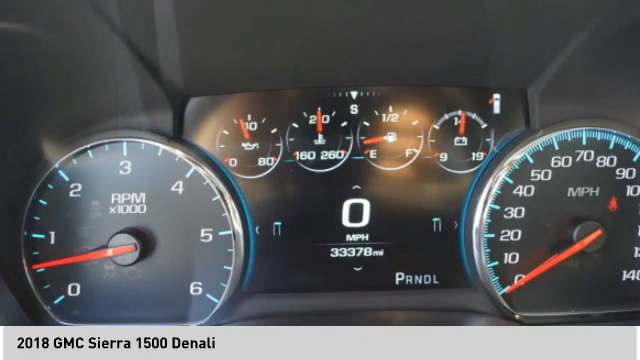 S
40
0 80
210
160 260
1/2
E F
14
9 19
RPM
x1000
0 1 2 3 4 5 6
0
MPH
33378mi
PRNDL
MPH
0 10 20 30 40 50 60 70 80 90
140
2018 GMC Sierra 1500 Denali